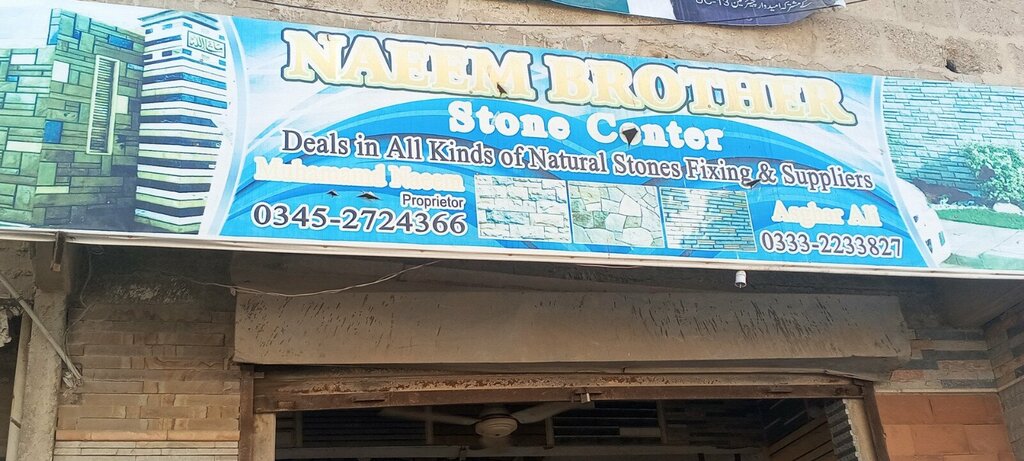 NAEEM BROTHER
Stone Center
Deals in All Kinds of Natural Stones Fixing & Suppliers
Muhamamd Naeem
Proprietor
0345-2724366
Asghar Ali
0333-2233827